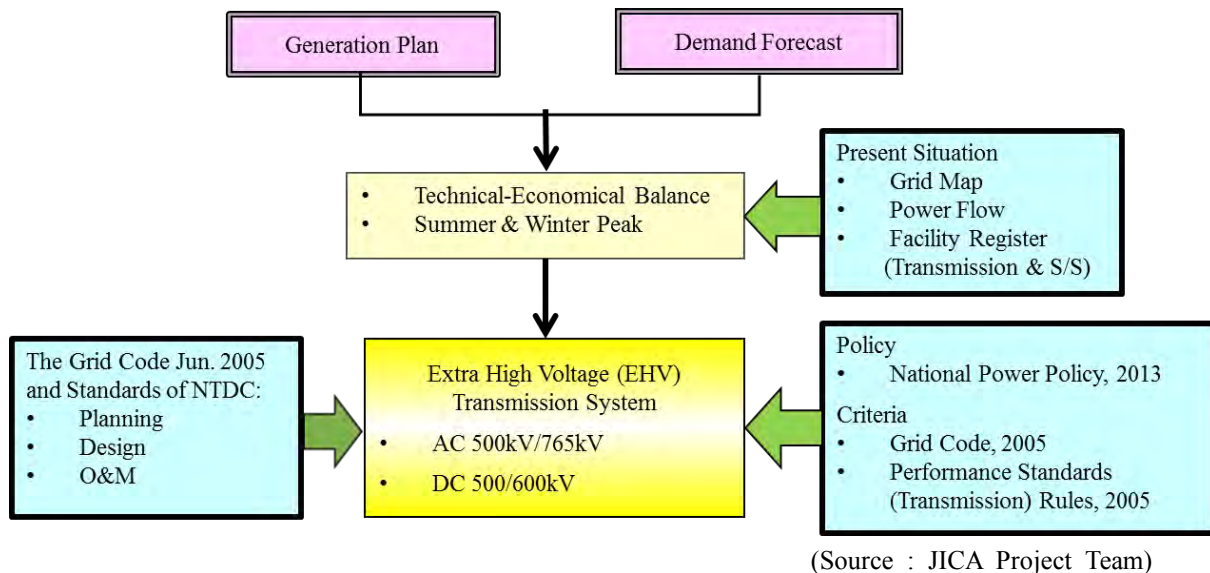 Generation Plan
Demand Forecast
• Technical-Economical Balance
• Summer & Winter Peak
Present Situation
• Grid Map
• Power Flow
• Facility Register
(Transmission & S/S)
The Grid Code Jun. 2005
and Standards of NTDC:
• Planning
• Design
• O&M
Extra High Voltage (EHV)
Transmission System
• AC 500kV/765kV
• DC 500/600kV
Policy
• National Power Policy, 2013
Criteria
• Grid Code, 2005
• Performance Standards
(Transmission) Rules, 2005
(Source : JICA Project Team)